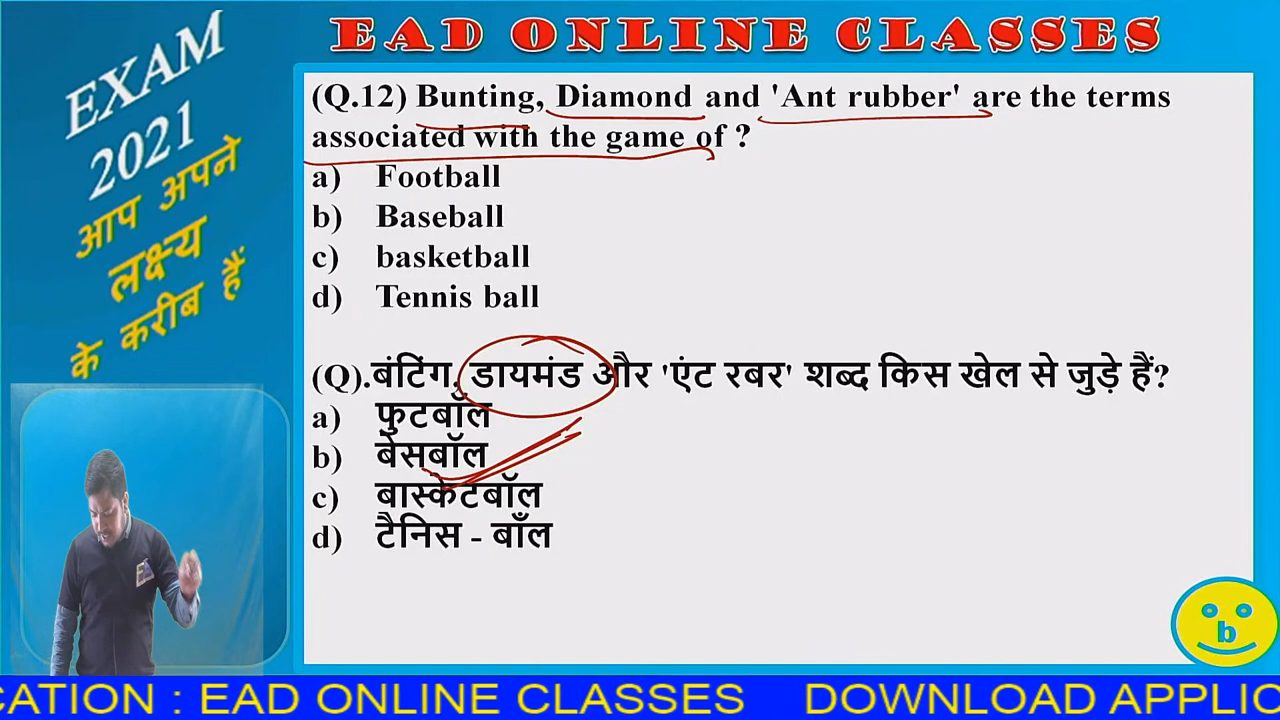 EAD ONLINE CLASSES
EXAM
2021
आप अपने
लक्ष्य
के करीब हैं
(Q.12) Bunting, Diamond and 'Ant rubber' are the terms
associated with the game of ?
a) Football
b) Baseball
c) basketball
d) Tennis ball
(Q).बंटिंग, डायमंड और 'एंट रबर' शब्द किस खेल से जुड़े हैं?
a) फुटबॉल
b) बेसबॉल
c) बास्केटबॉल
d) टैनिस - बाँल
b
CATION : EAD ONLINE CLASSES DOWNLOAD APPLIC